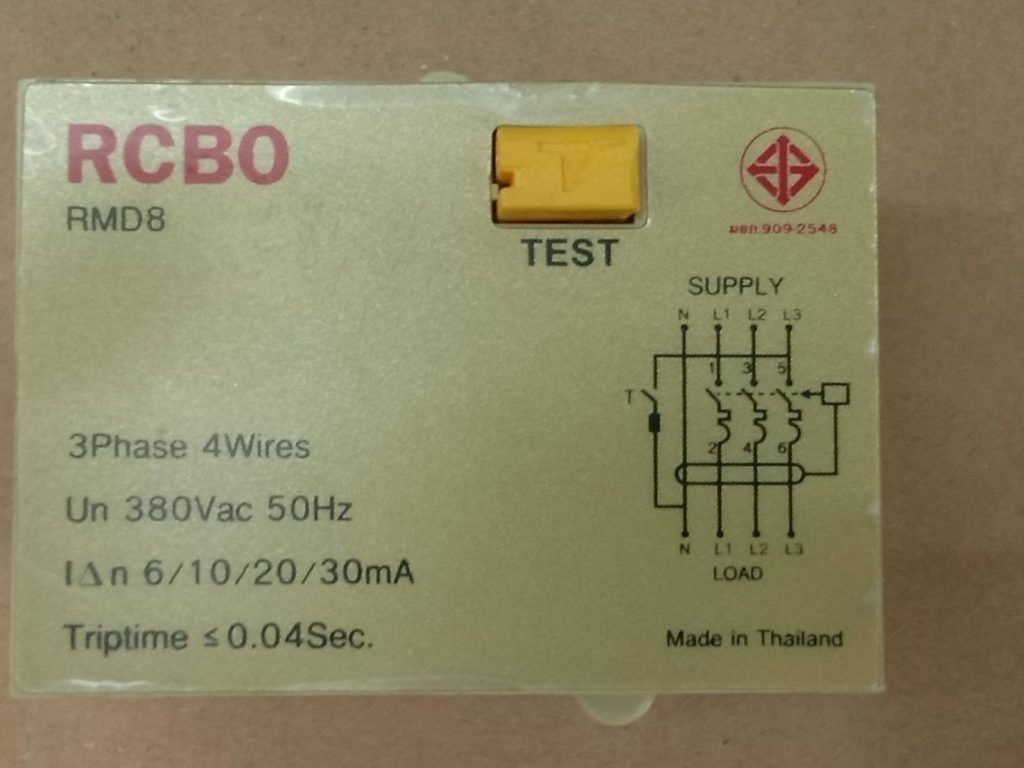 RCBO
RMD8
T
TEST
มอก.909-2548
SUPPLY
N L1 L2 L3
1 3 5
T
2 4 6
N L1 L2 L3
LOAD
3Phase 4Wires
Un 380Vac 50Hz
IΔn 6/10/20/30mA
Triptime ≤0.04Sec.
Made in Thailand